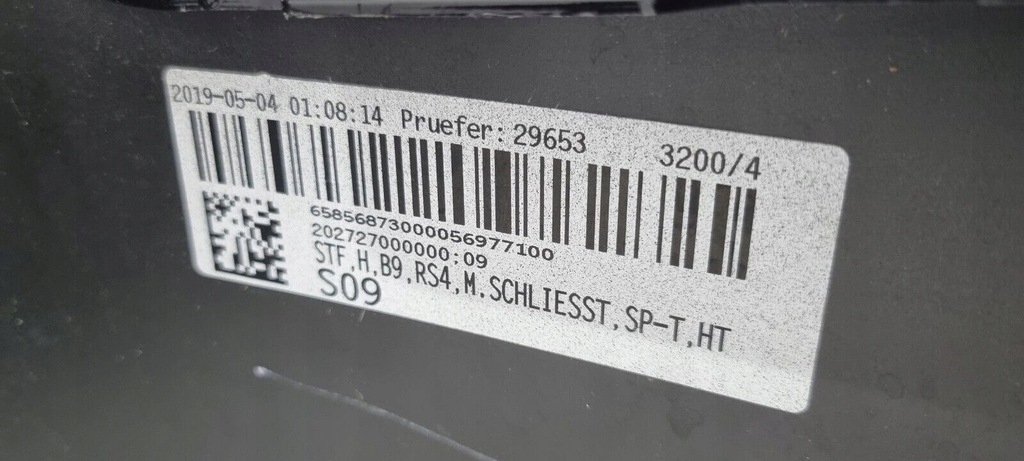 2019-05-04 01:08:14 Pruefer: 29653 3200/4
65856873000056977100
202727000000:09
STF,H,B9,RS4,M.SCHLIESST,SP-T,HT
S09